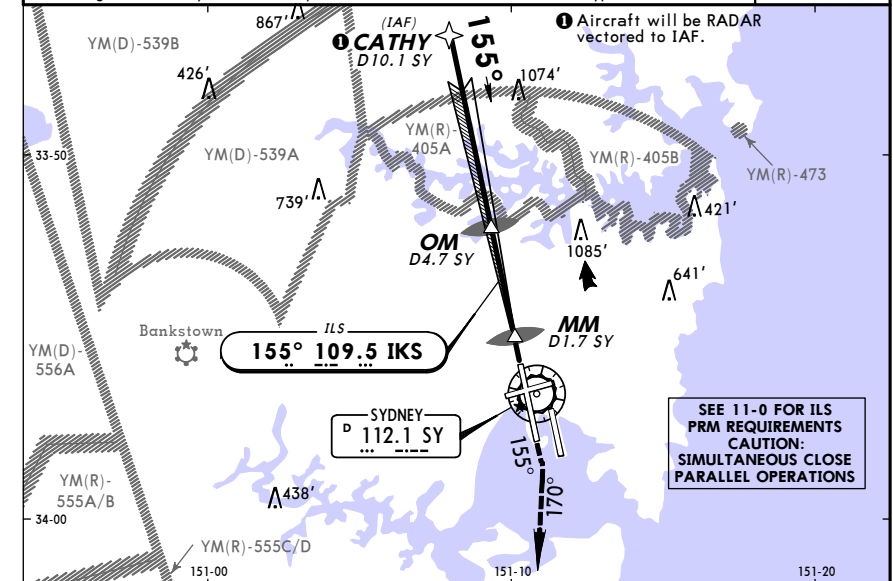 867'
(IAF)
❶ CATHY
D10.1 SY
155°
❶ Aircraft will be RADAR
vectored to IAF.
YM(D)-539B
426'
1074'
YM(R)-
405A
33-50
YM(D)-539A
YM(R)-405B
YM(R)-473
739'
421'
OM
D4.7 SY
1085'
641'
Bankstown
ILS
155° 109.5 IKS
MM
D1.7 SY
YM(D)-
556A
SYDNEY
D 112.1 SY
SEE 11-0 FOR ILS
PRM REQUIREMENTS
CAUTION:
SIMULTANEOUS CLOSE
PARALLEL OPERATIONS
155°
170°
YM(R)-
555A/B
438'
34-00
YM(R)-555C/D
151-00
151-10
151-20